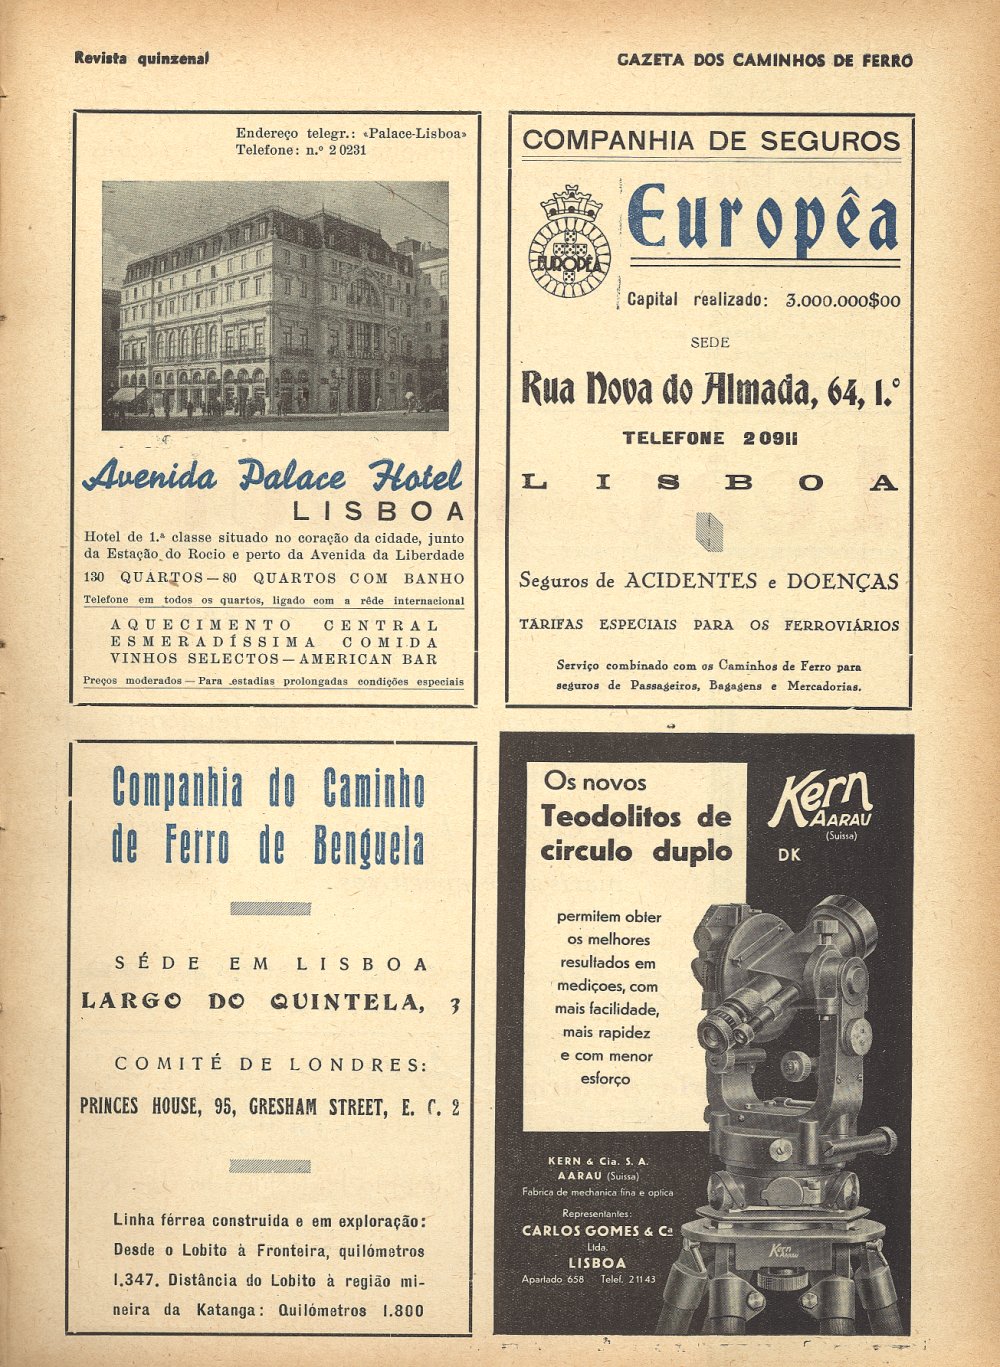 Revista quinzenal
GAZETA DOS CAMINHOS DE FERRO
Endereço telegr.: «Palace-Lisboa»
Telefone: n.º 2 0231
Avenida Palace Hotel
LISBOA
Hotel de 1.ª classe situado no coração da cidade, junto
da Estação do Rocio e perto da Avenida da Liberdade
130 QUARTOS — 80 QUARTOS COM BANHO
Telefone em todos os quartos, ligado com a rêde internacional
AQUECIMENTO CENTRAL
ESMERADÍSSIMA COMIDA
VINHOS SELECTOS — AMERICAN BAR
Preços moderados — Para estadias prolongadas condições especiais
COMPANHIA DE SEGUROS
Europêa
EUROPÊA
Capital realizado: 3.000.000$00
SEDE
Rua Nova do Almada, 64, 1.º
TELEFONE 2 0911
LISBOA
Seguros de ACIDENTES e DOENÇAS
TARIFAS ESPECIAIS PARA OS FERROVIÁRIOS
Serviço combinado com os Caminhos de Ferro para
seguros de Passageiros, Bagagens e Mercadorias.
Companhia do Caminho
de Ferro de Benguela
SÉDE EM LISBOA
LARGO DO QUINTELA, 3
COMITÉ DE LONDRES:
PRINCES HOUSE, 95, GRESHAM STREET, E. C. 2
Linha férrea construida e em exploração:
Desde o Lobito à Fronteira, quilómetros
1.347. Distância do Lobito à região mi-
neira da Katanga: Quilómetros 1.800
Os novos
Teodolitos de
circulo duplo
Kern
AARAU
(Suissa)
DK
permitem obter
os melhores
resultados em
mediçoes, com
mais facilidade,
mais rapidez
e com menor
esforço
KERN & Cia. S. A.
AARAU (Suissa)
Fabrica de mechanica fina e optica
Representantes:
CARLOS GOMES & Cª
Ltda.
LISBOA
Apartado 658 Telef. 21143
Kern
AARAU